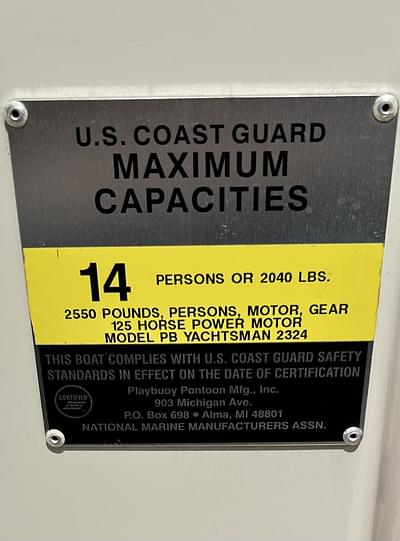 U.S. COAST GUARD
MAXIMUM
CAPACITIES
14 PERSONS OR 2040 LBS.
2550 POUNDS, PERSONS, MOTOR, GEAR
125 HORSE POWER MOTOR
MODEL PB YACHTSMAN 2324
THIS BOAT COMPLIES WITH U.S. COAST GUARD SAFETY
STANDARDS IN EFFECT ON THE DATE OF CERTIFICATION
CERTIFIED
Playbuoy Pontoon Mfg., Inc.
903 Michigan Ave.
P.O. Box 698 • Alma, MI 48801
NATIONAL MARINE MANUFACTURERS ASSN.